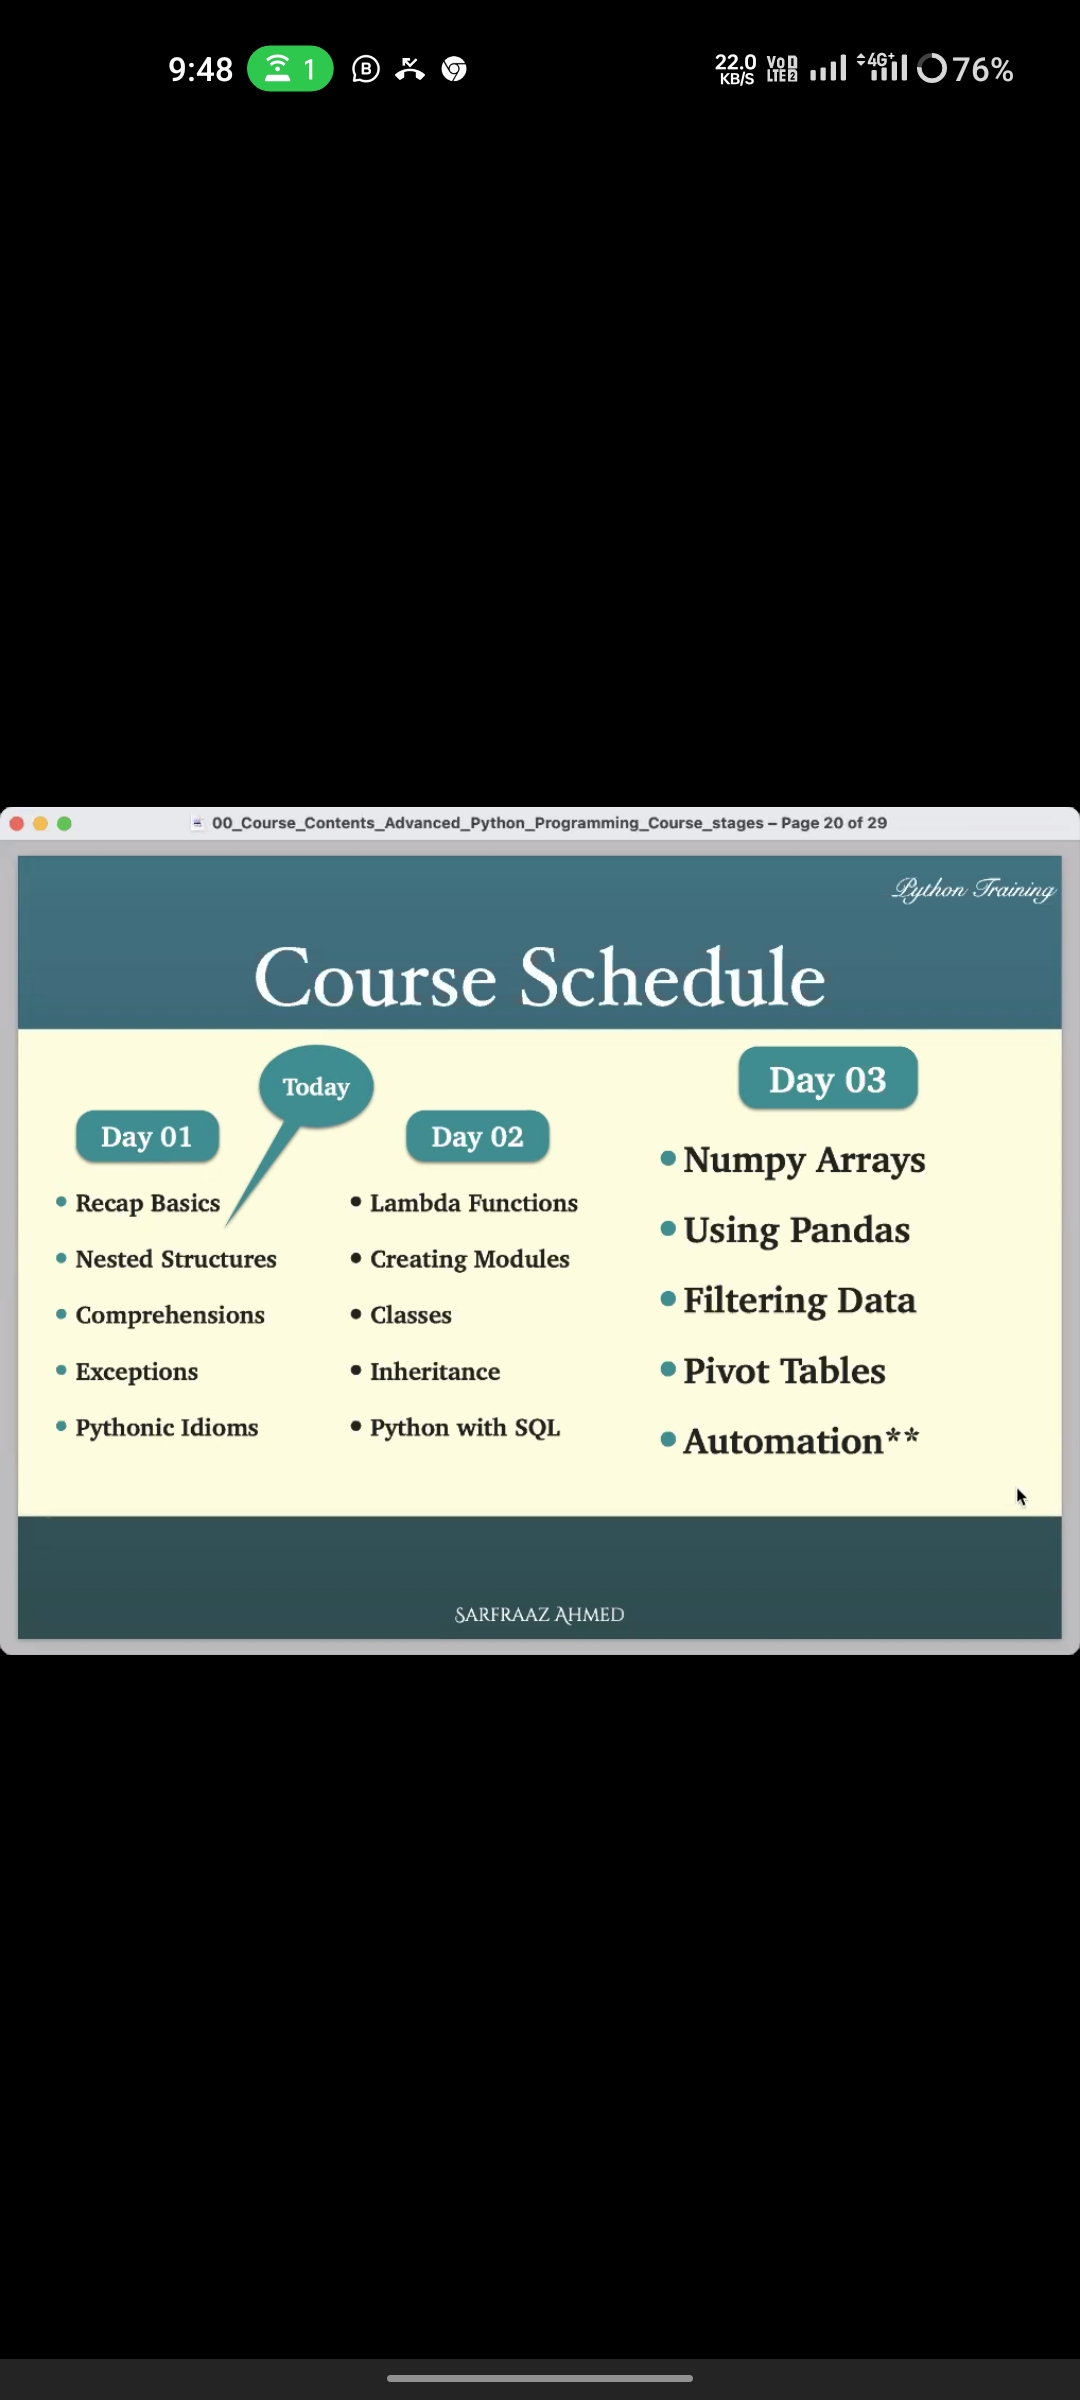 9:48
1
B
22.0
KB/S
VoD
LTE2
4G+
76%
00_Course_Contents_Advanced_Python_Programming_Course_stages – Page 20 of 29
Python Training
Course Schedule
Today
Day 01
Recap Basics
Nested Structures
Comprehensions
Exceptions
Pythonic Idioms
Day 02
Lambda Functions
Creating Modules
Classes
Inheritance
Python with SQL
Day 03
Numpy Arrays
Using Pandas
Filtering Data
Pivot Tables
Automation**
Sarfraaz Ahmed